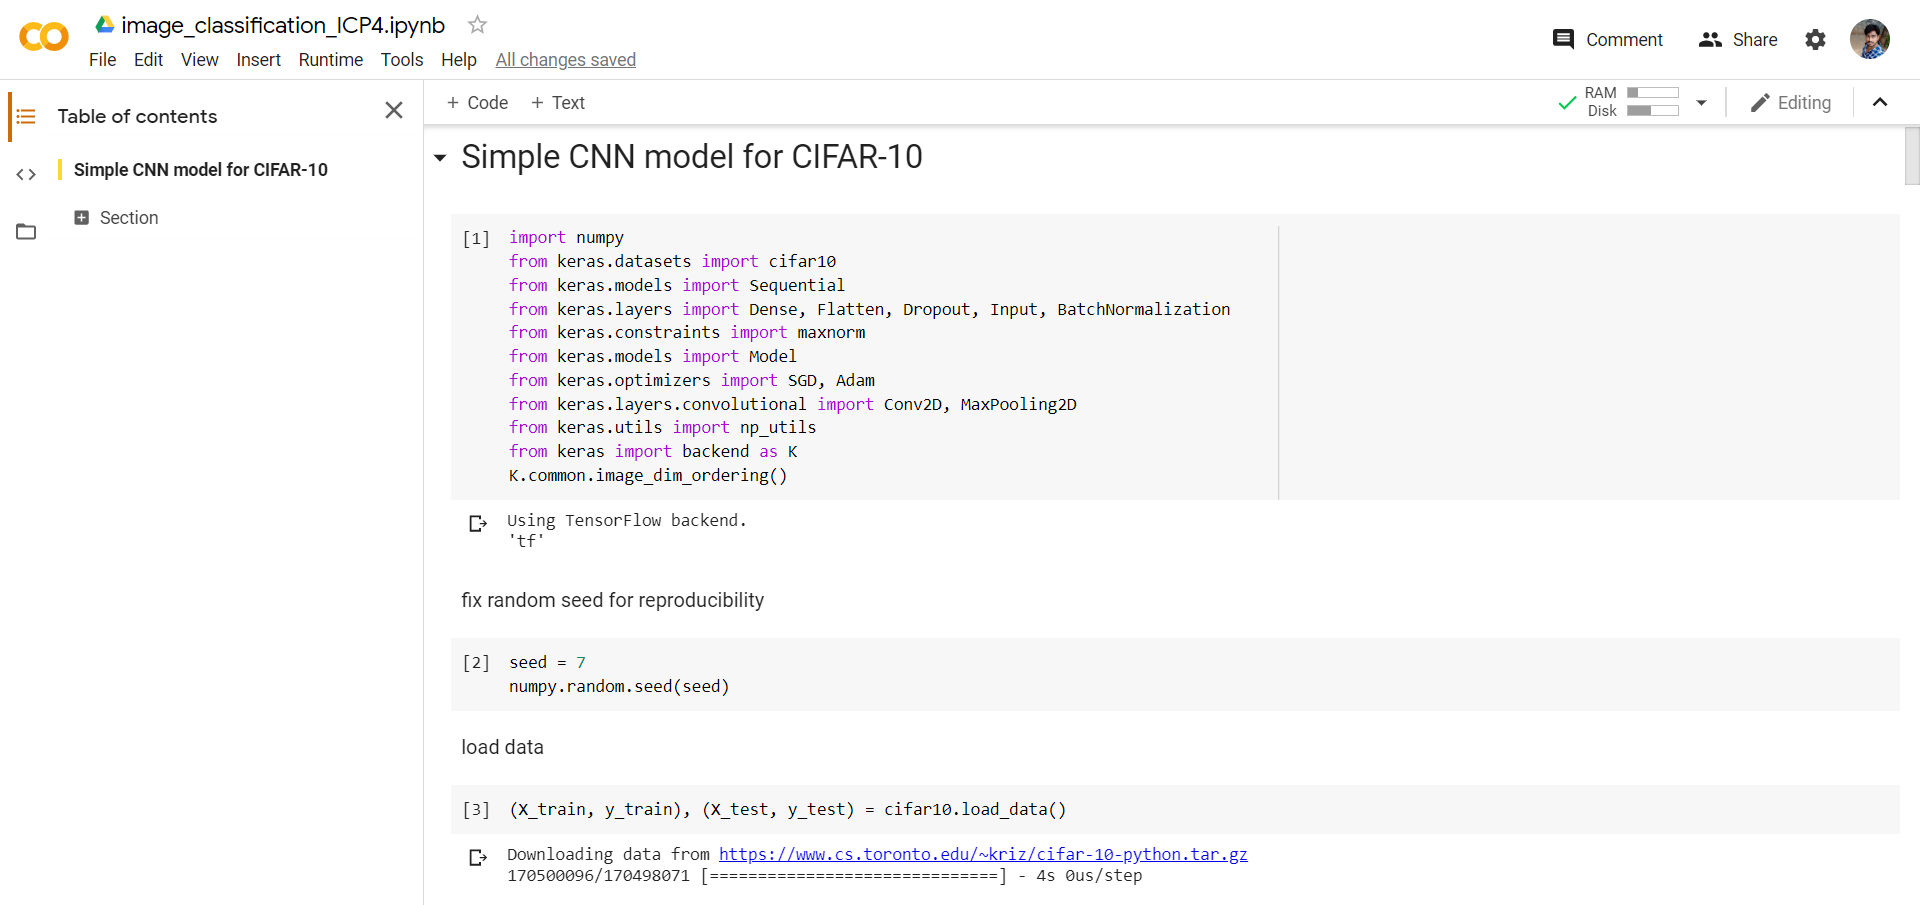 image_classification_ICP4.ipynb
File Edit View Insert Runtime Tools Help All changes saved
Comment
Share
Table of contents
Simple CNN model for CIFAR-10
Section
+ Code + Text
RAM
Disk
Editing
Simple CNN model for CIFAR-10
[1] import numpy
from keras.datasets import cifar10
from keras.models import Sequential
from keras.layers import Dense, Flatten, Dropout, Input, BatchNormalization
from keras.constraints import maxnorm
from keras.models import Model
from keras.optimizers import SGD, Adam
from keras.layers.convolutional import Conv2D, MaxPooling2D
from keras.utils import np_utils
from keras import backend as K
K.common.image_dim_ordering()
Using TensorFlow backend.
'tf'
fix random seed for reproducibility
[2] seed = 7
numpy.random.seed(seed)
load data
[3] (X_train, y_train), (X_test, y_test) = cifar10.load_data()
Downloading data from https://www.cs.toronto.edu/~kriz/cifar-10-python.tar.gz
170500096/170498071 [==============================] - 4s 0us/step